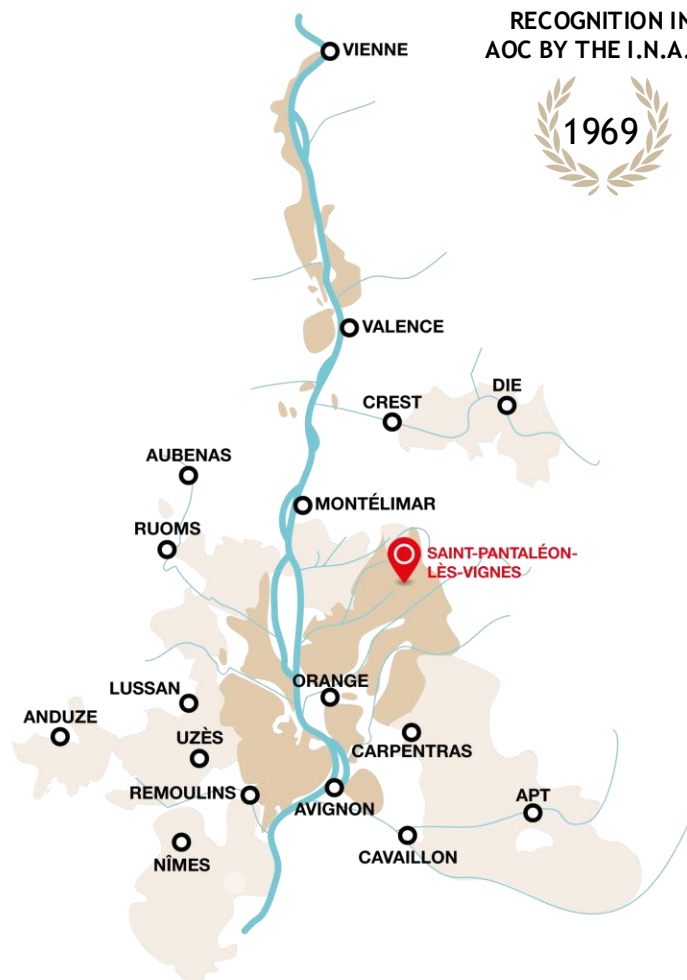 RECOGNITION IN
AOC BY THE I.N.A.
1969
VIENNE
VALENCE
DIE
CREST
AUBENAS
MONTÉLIMAR
RUOMS
SAINT-PANTALÉON-
LÈS-VIGNES
ORANGE
LUSSAN
ANDUZE
UZÈS
CARPENTRAS
REMOULINS
AVIGNON
APT
NÎMES
CAVAILLON